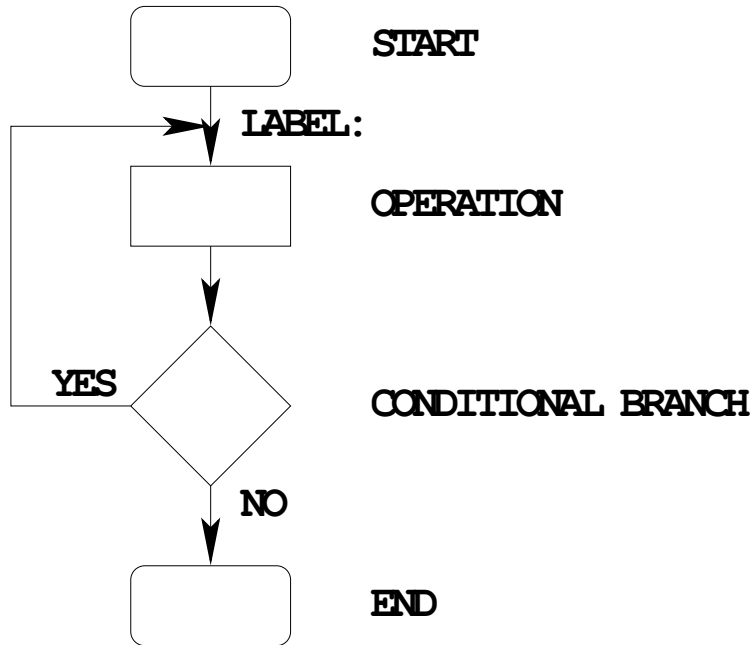 START
LABEL:
OPERATION
YES
CONDITIONAL BRANCH
NO
END